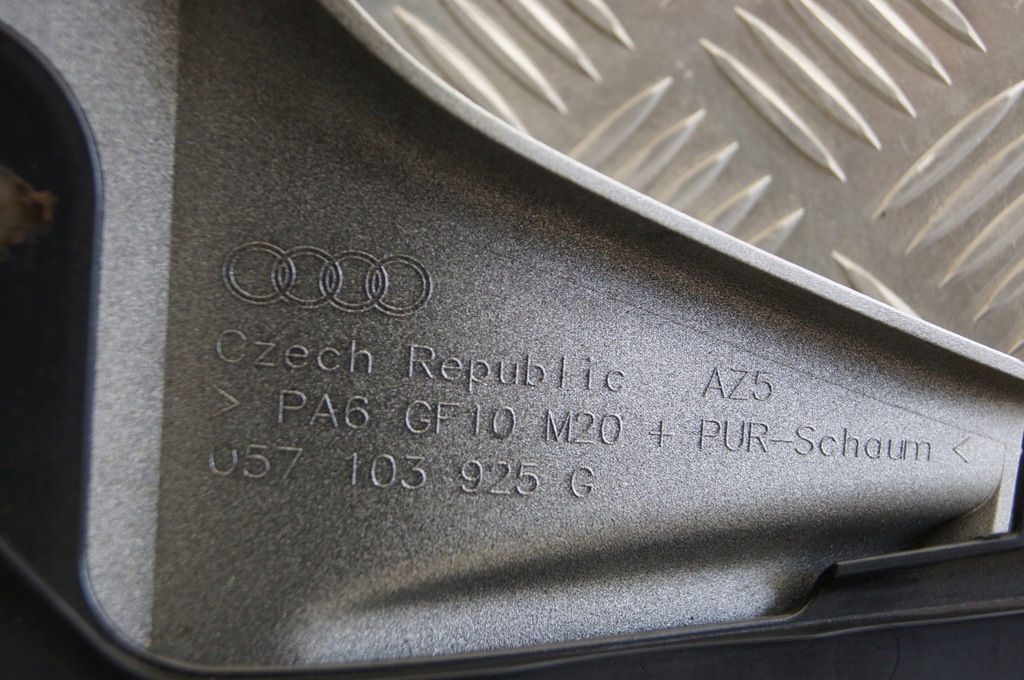 Czech Republic AZ5
> PA6 GF10 M20 + PUR-Schaum <
057 103 925 G